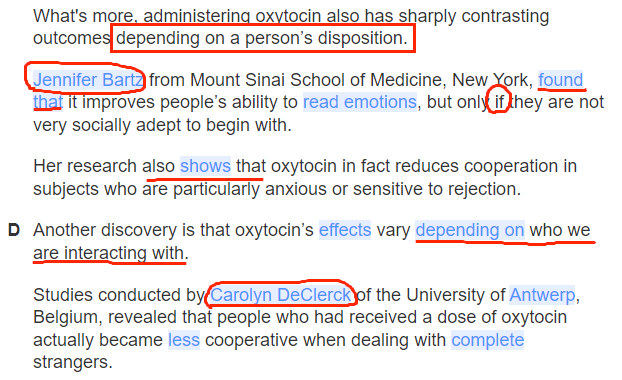 What's more, administering oxytocin also has sharply contrasting
outcomes depending on a person’s disposition.
Jennifer Bartz from Mount Sinai School of Medicine, New York, found
that it improves people’s ability to read emotions, but only if they are not
very socially adept to begin with.
Her research also shows that oxytocin in fact reduces cooperation in
subjects who are particularly anxious or sensitive to rejection.
D Another discovery is that oxytocin’s effects vary depending on who we
are interacting with.
Studies conducted by Carolyn DeClerck of the University of Antwerp,
Belgium, revealed that people who had received a dose of oxytocin
actually became less cooperative when dealing with complete
strangers.